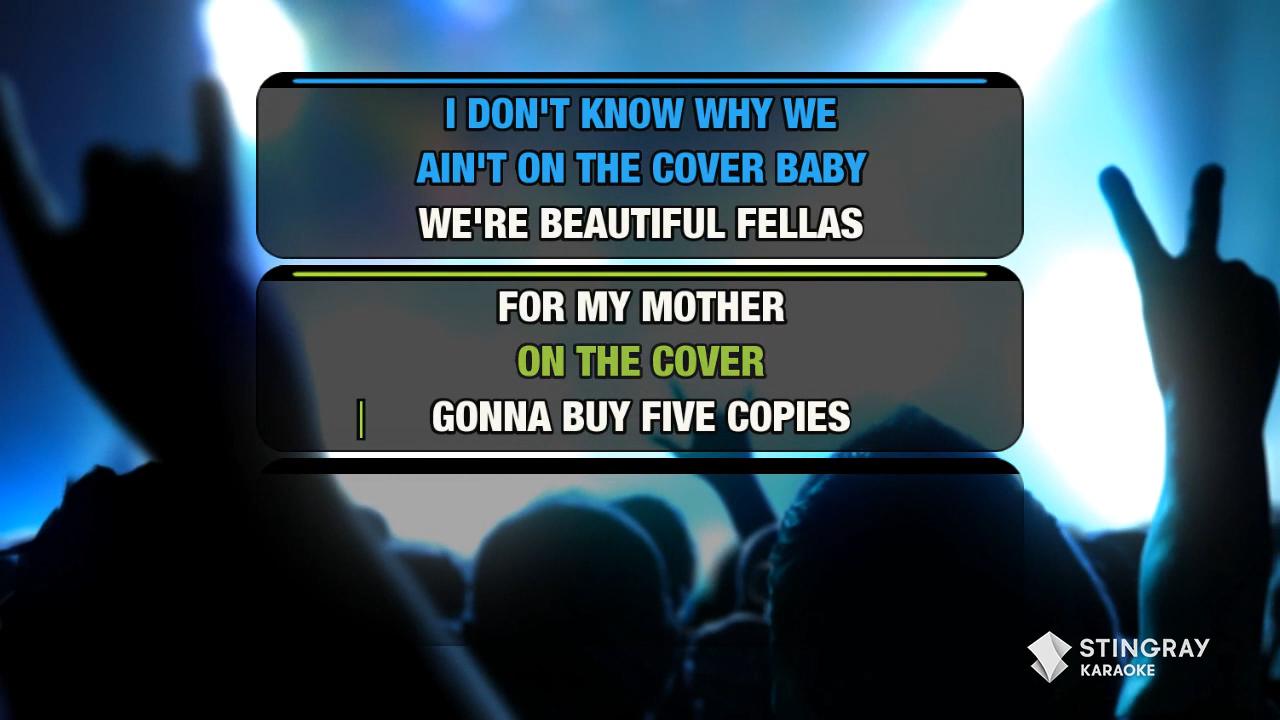 I DON'T KNOW WHY WE
AIN'T ON THE COVER BABY
WE'RE BEAUTIFUL FELLAS
FOR MY MOTHER
ON THE COVER
GONNA BUY FIVE COPIES
STINGRAY
KARAOKE